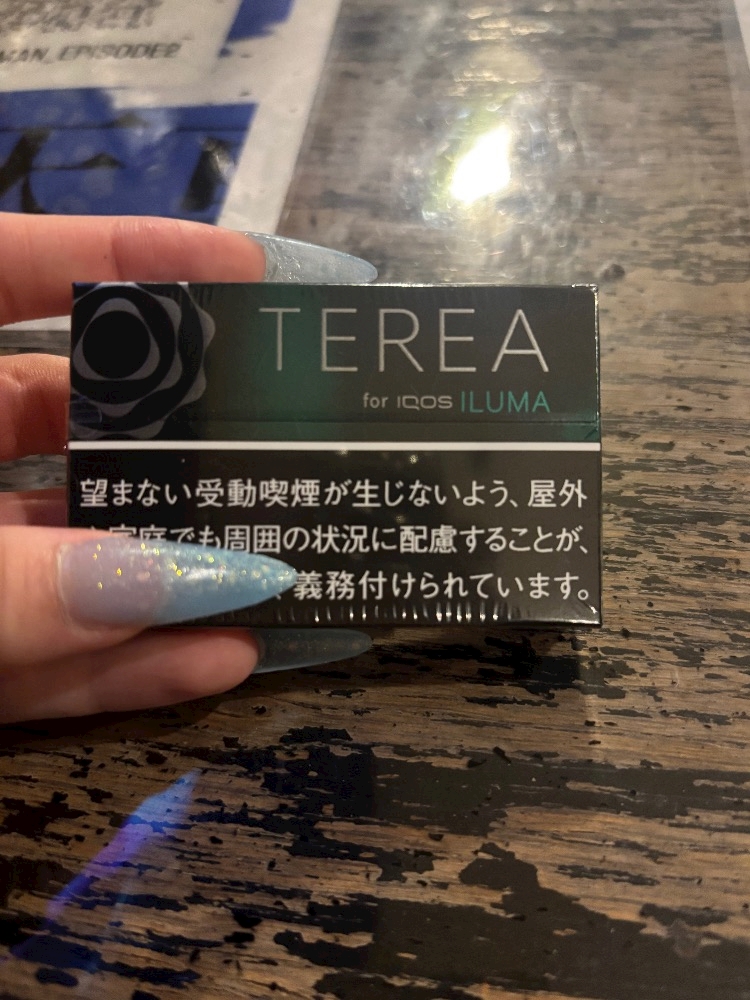 MAN_EPISODE2
TEREA
for IQOS ILUMA
望まない受動喫煙が生じないよう、屋外
家庭でも周囲の状況に配慮することが、
義務付けられています。